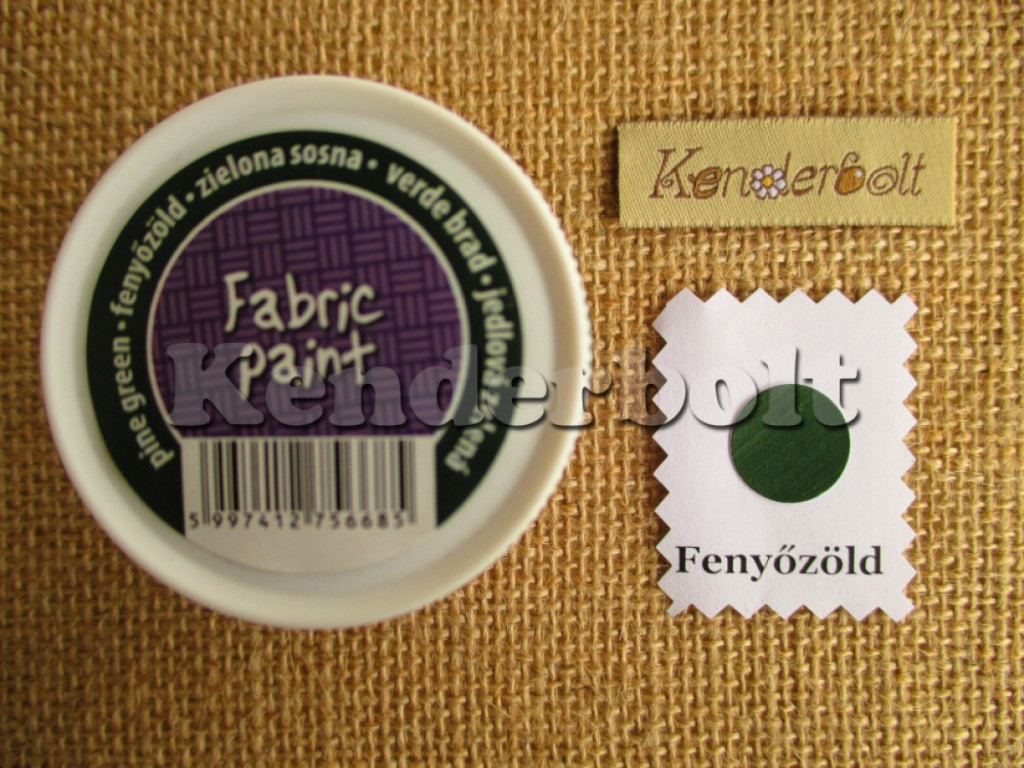 pine green • fenyőzöld • zielona sosna • verde brad • jedlová zelená
Fabric
paint
5 997412 756685
Kenderbolt
Fenyőzöld
Kenderbolt